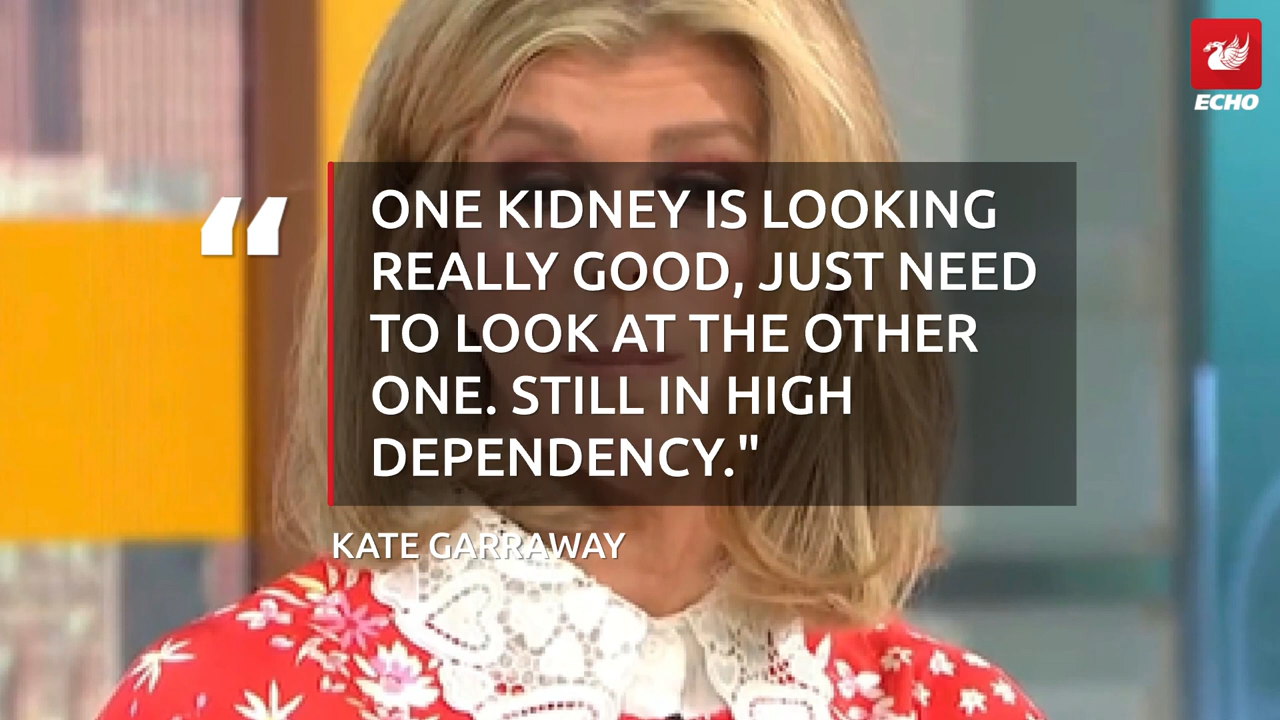 ECHO
“
ONE KIDNEY IS LOOKING
REALLY GOOD, JUST NEED
TO LOOK AT THE OTHER
ONE. STILL IN HIGH
DEPENDENCY."
KATE GARRAWAY